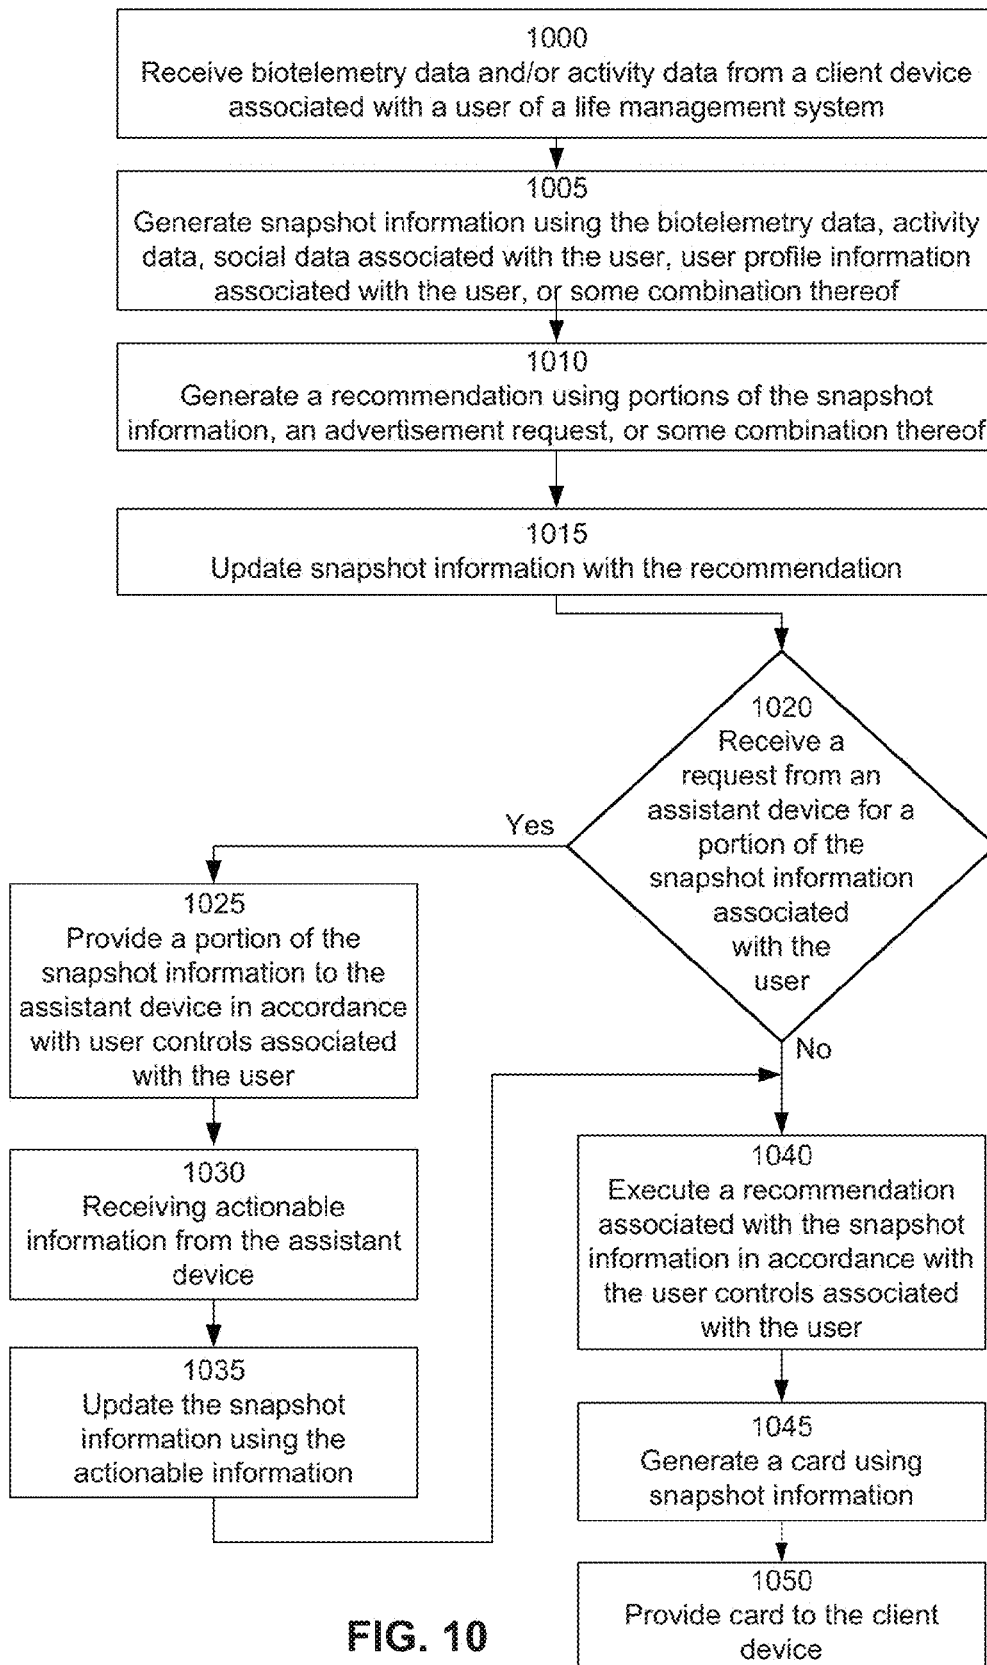 1000
Receive biotelemetry data and/or activity data from a client device
associated with a user of a life management system
1005
Generate snapshot information using the biotelemetry data, activity
data, social data associated with the user, user profile information
associated with the user, or some combination thereof
1010
Generate a recommendation using portions of the snapshot
information, an advertisement request, or some combination thereof
1015
Update snapshot information with the recommendation
1020
Receive a
request from an
assistant device for a
portion of the
snapshot information
associated
with the
user
Yes
No
1025
Provide a portion of the
snapshot information to the
assistant device in accordance
with user controls associated
with the user
1030
Receiving actionable
information from the assistant
device
1035
Update the snapshot
information using the
actionable information
1040
Execute a recommendation
associated with the snapshot
information in accordance with
the user controls associated
with the user
1045
Generate a card using
snapshot information
1050
Provide card to the client
device
FIG. 10